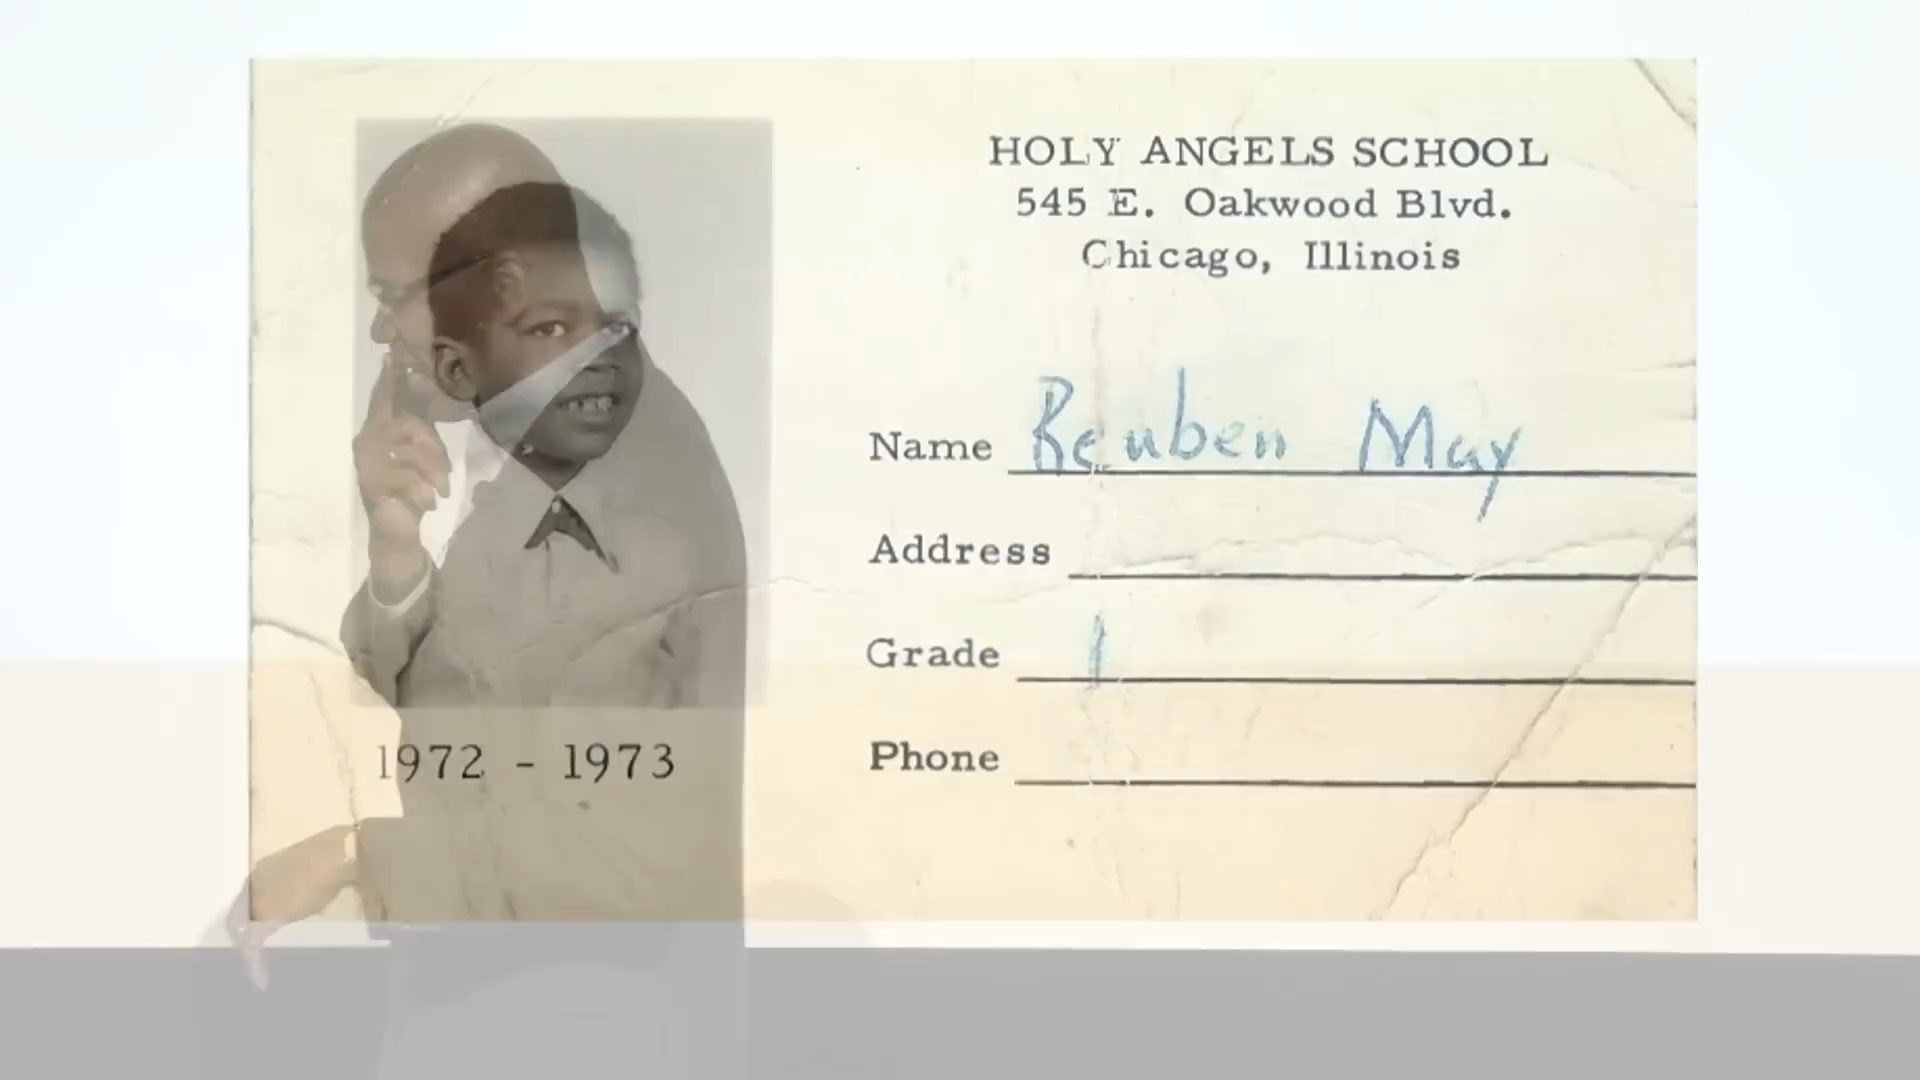 HOLY ANGELS SCHOOL
545 E. Oakwood Blvd.
Chicago, Illinois
Name Reuben May
Address
Grade 1
Phone
1972 - 1973